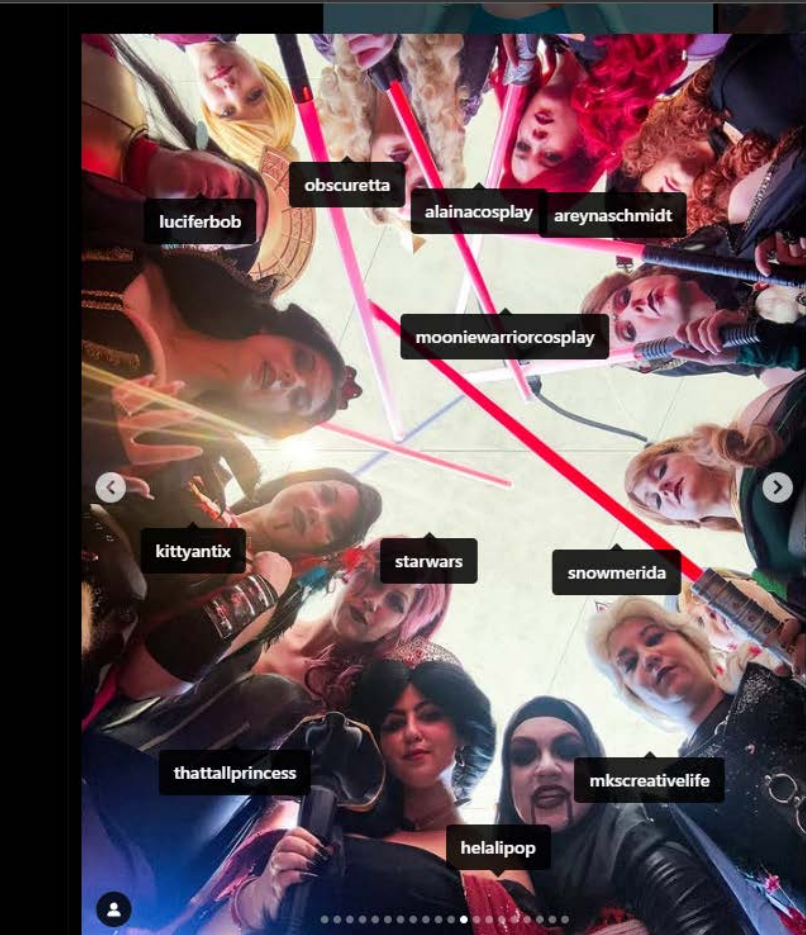 obscuretta
luciferbob
alainacosplay
areynaschmidt
mooniewarriorcosplay
kittyantix
starwars
snowmerida
thattallprincess
mkscreativelife
helalipop